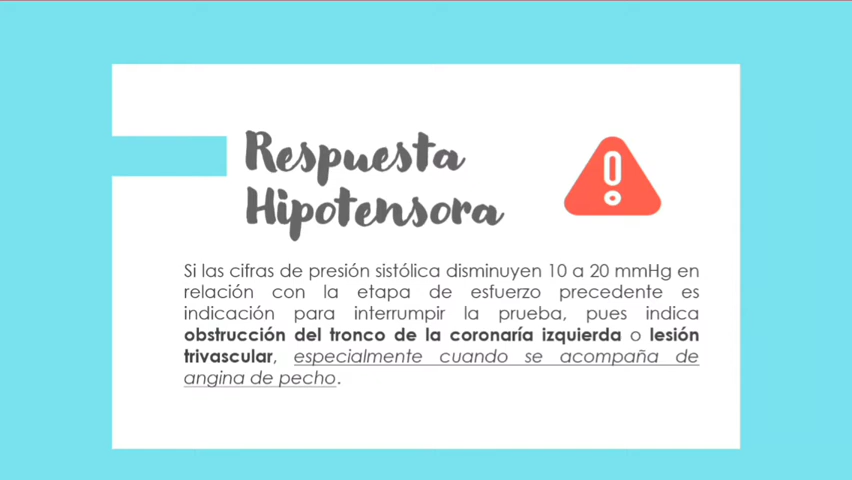 Respuesta
Hipotensora
Si las cifras de presión sistólica disminuyen 10 a 20 mmHg en
relación con la etapa de esfuerzo precedente es
indicación para interrumpir la prueba, pues indica
obstrucción del tronco de la coronaría izquierda o lesión
trivascular, especialmente cuando se acompaña de
angina de pecho.